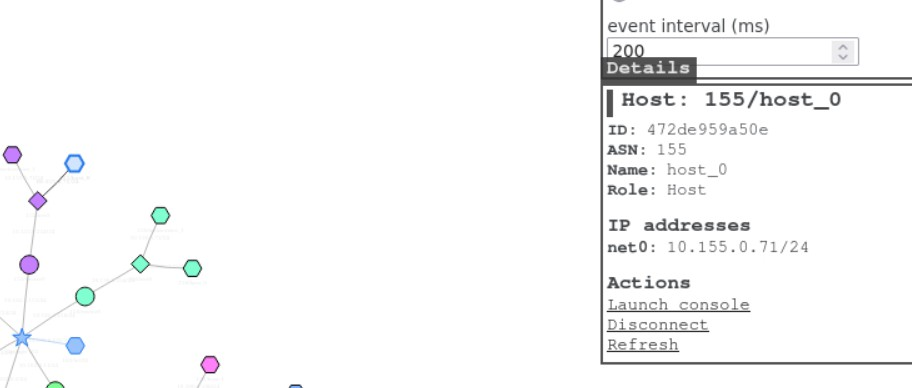 event interval (ms)
200
Details
Host: 155/host_0
ID: 472de959a50e
ASN: 155
Name: host_0
Role: Host
IP addresses
net0: 10.155.0.71/24
Actions
Launch console
Disconnect
Refresh